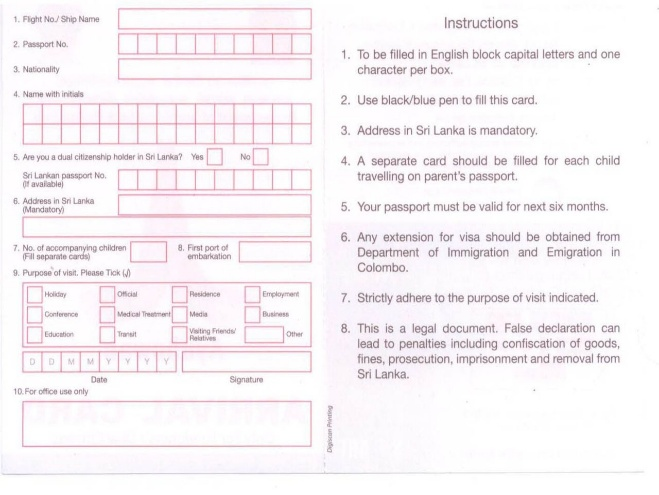 1. Flight No./ Ship Name
2. Passport No.
3. Nationality
4. Name with initials
5. Are you a dual citizenship holder in Sri Lanka? Yes No
Sri Lankan passport No.
(If available)
6. Address in Sri Lanka
(Mandatory)
7. No. of accompanying children
(Fill separate cards)
8. First port of
embarkation
9. Purpose of visit. Please Tick (√)
Holiday Official Residence Employment
Conference Medical Treatment Media Business
Education Transit Visiting Friends/
Relatives Other
D D M M Y Y Y Y
Date Signature
10. For office use only
Digiscan Printing
Instructions
1. To be filled in English block capital letters and one
character per box.
2. Use black/blue pen to fill this card.
3. Address in Sri Lanka is mandatory.
4. A separate card should be filled for each child
travelling on parent's passport.
5. Your passport must be valid for next six months.
6. Any extension for visa should be obtained from
Department of Immigration and Emigration in
Colombo.
7. Strictly adhere to the purpose of visit indicated.
8. This is a legal document. False declaration can
lead to penalties including confiscation of goods,
fines, prosecution, imprisonment and removal from
Sri Lanka.